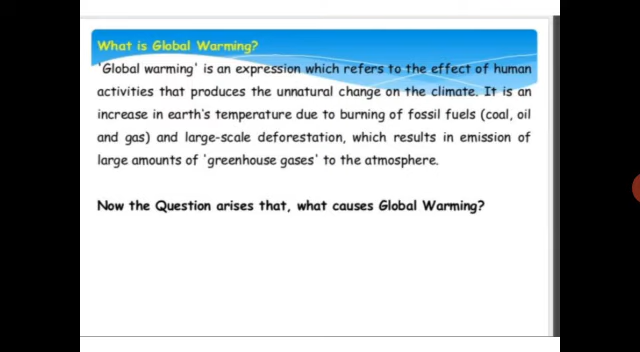 What is Global Warming?
'Global warming' is an expression which refers to the effect of human
activities that produces the unnatural change on the climate. It is an
increase in earth's temperature due to burning of fossil fuels (coal, oil
and gas) and large-scale deforestation, which results in emission of
large amounts of 'greenhouse gases' to the atmosphere.
Now the Question arises that, what causes Global Warming?